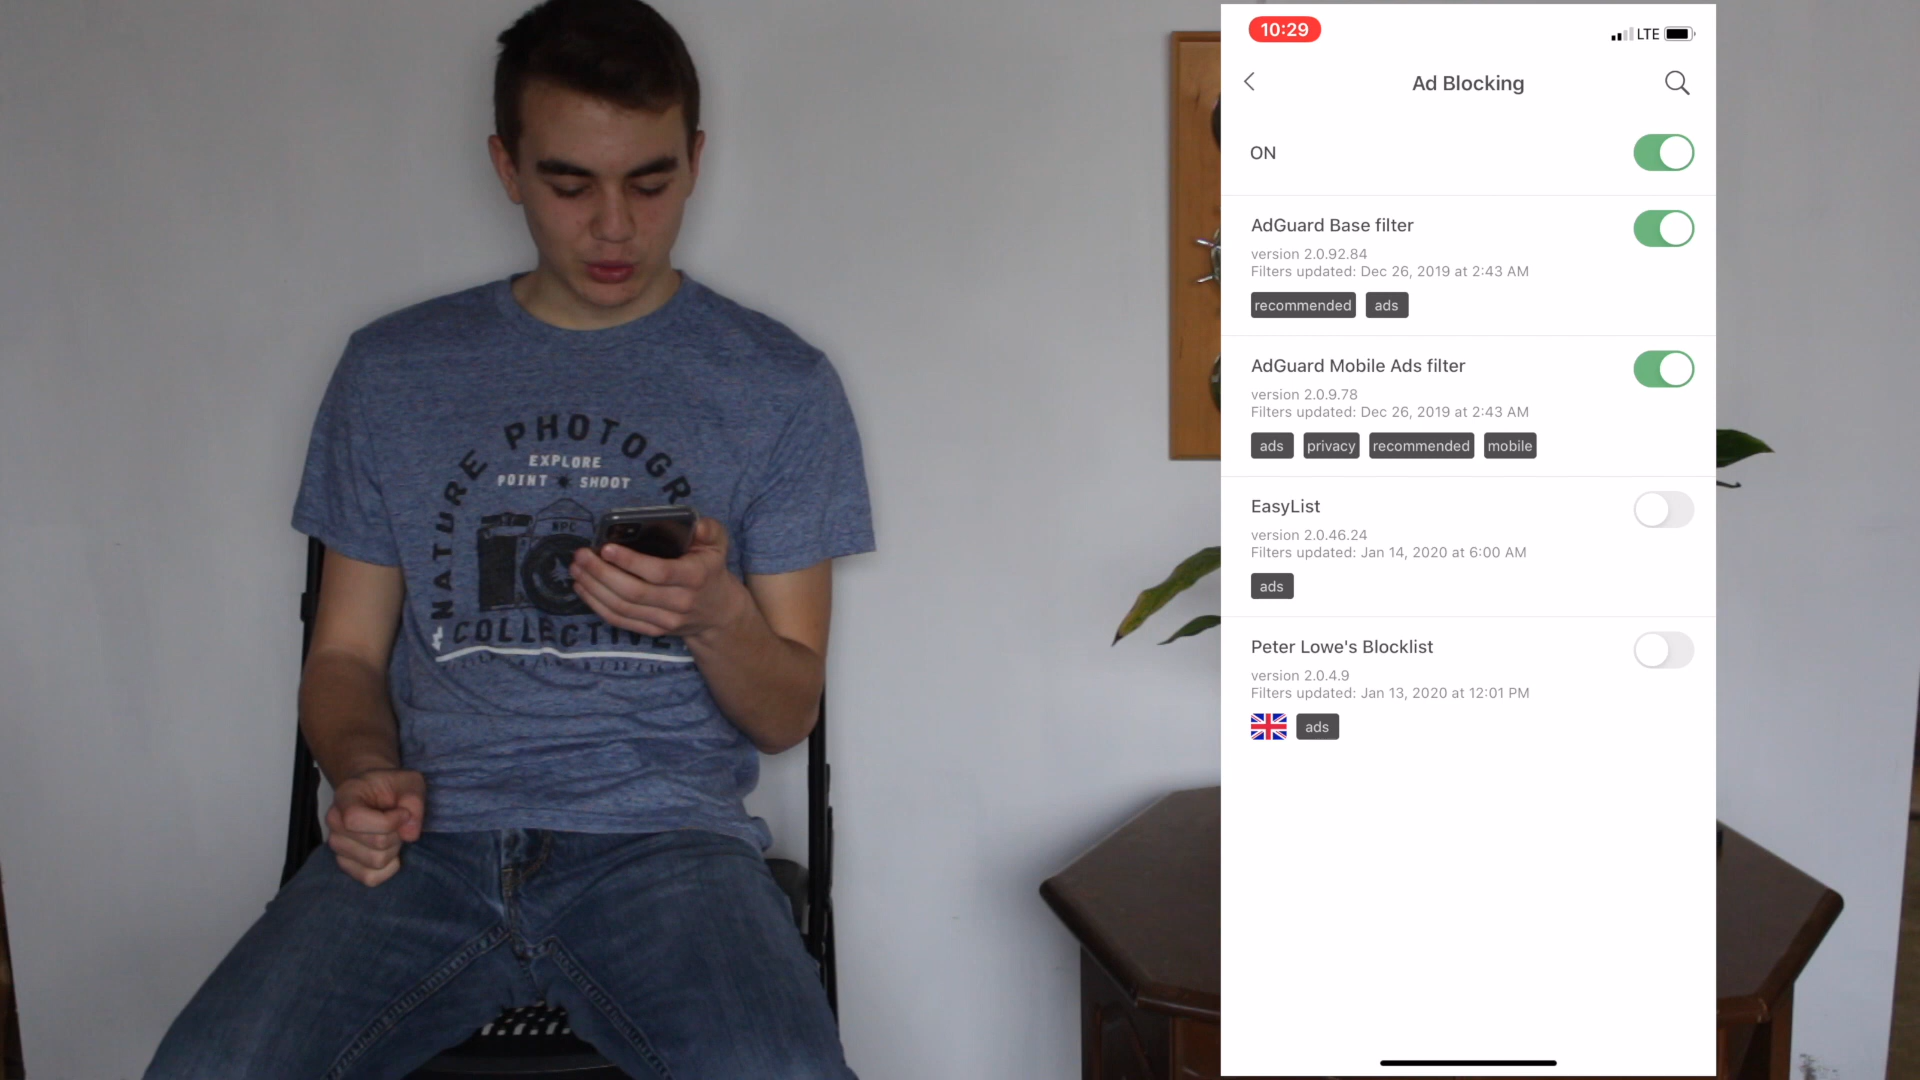 NATURE PHOTOGR
EXPLORE
POINT SHOOT
NPC
COLLECTIVE
10:29
LTE
Ad Blocking
ON
AdGuard Base filter
version 2.0.92.84
Filters updated: Dec 26, 2019 at 2:43 AM
recommended ads
AdGuard Mobile Ads filter
version 2.0.9.78
Filters updated: Dec 26, 2019 at 2:43 AM
ads privacy recommended mobile
EasyList
version 2.0.46.24
Filters updated: Jan 14, 2020 at 6:00 AM
ads
Peter Lowe's Blocklist
version 2.0.4.9
Filters updated: Jan 13, 2020 at 12:01 PM
ads